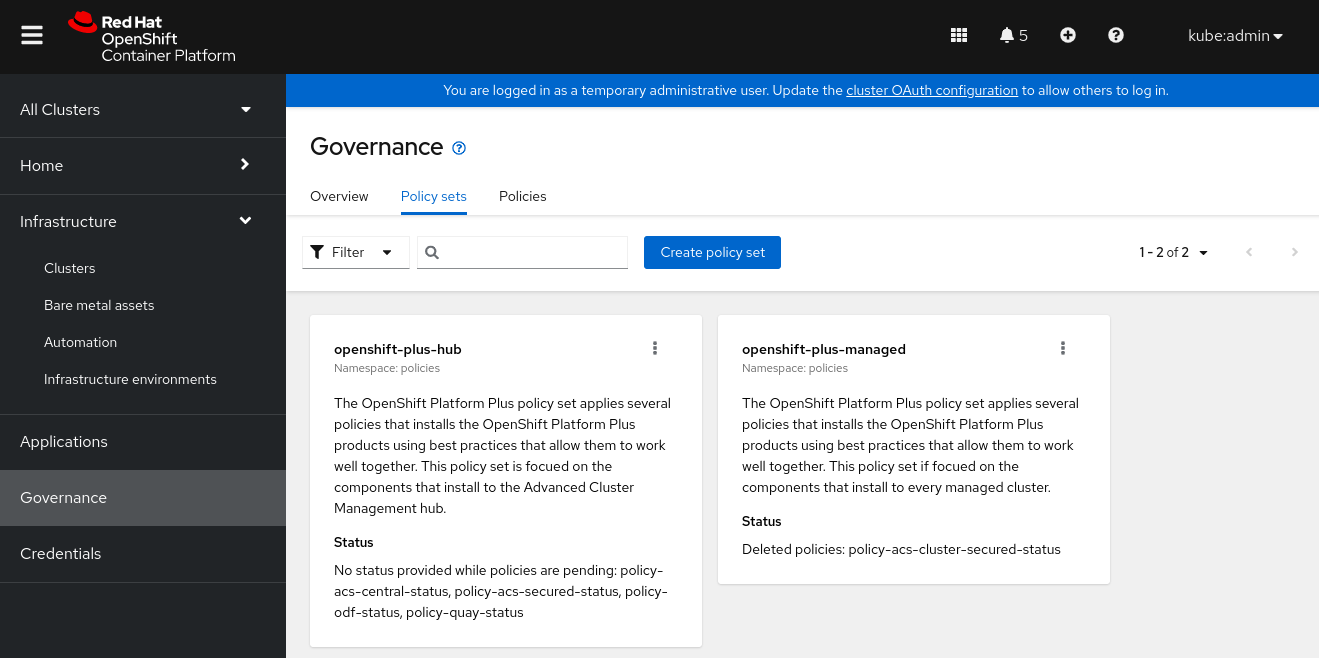 Red Hat
OpenShift
Container Platform
5
kube:admin
All Clusters
Home
Infrastructure
Clusters
Bare metal assets
Automation
Infrastructure environments
Applications
Governance
Credentials
You are logged in as a temporary administrative user. Update the cluster OAuth configuration to allow others to log in.
Governance
Overview Policy sets Policies
Filter Create policy set 1 - 2 of 2
openshift-plus-hub
Namespace: policies
The OpenShift Platform Plus policy set applies several
policies that installs the OpenShift Platform Plus
products using best practices that allow them to work
well together. This policy set is focued on the
components that install to the Advanced Cluster
Management hub.
Status
No status provided while policies are pending: policy-
acs-central-status, policy-acs-secured-status, policy-
odf-status, policy-quay-status
openshift-plus-managed
Namespace: policies
The OpenShift Platform Plus policy set applies several
policies that installs the OpenShift Platform Plus
products using best practices that allow them to work
well together. This policy set if focued on the
components that install to every managed cluster.
Status
Deleted policies: policy-acs-cluster-secured-status